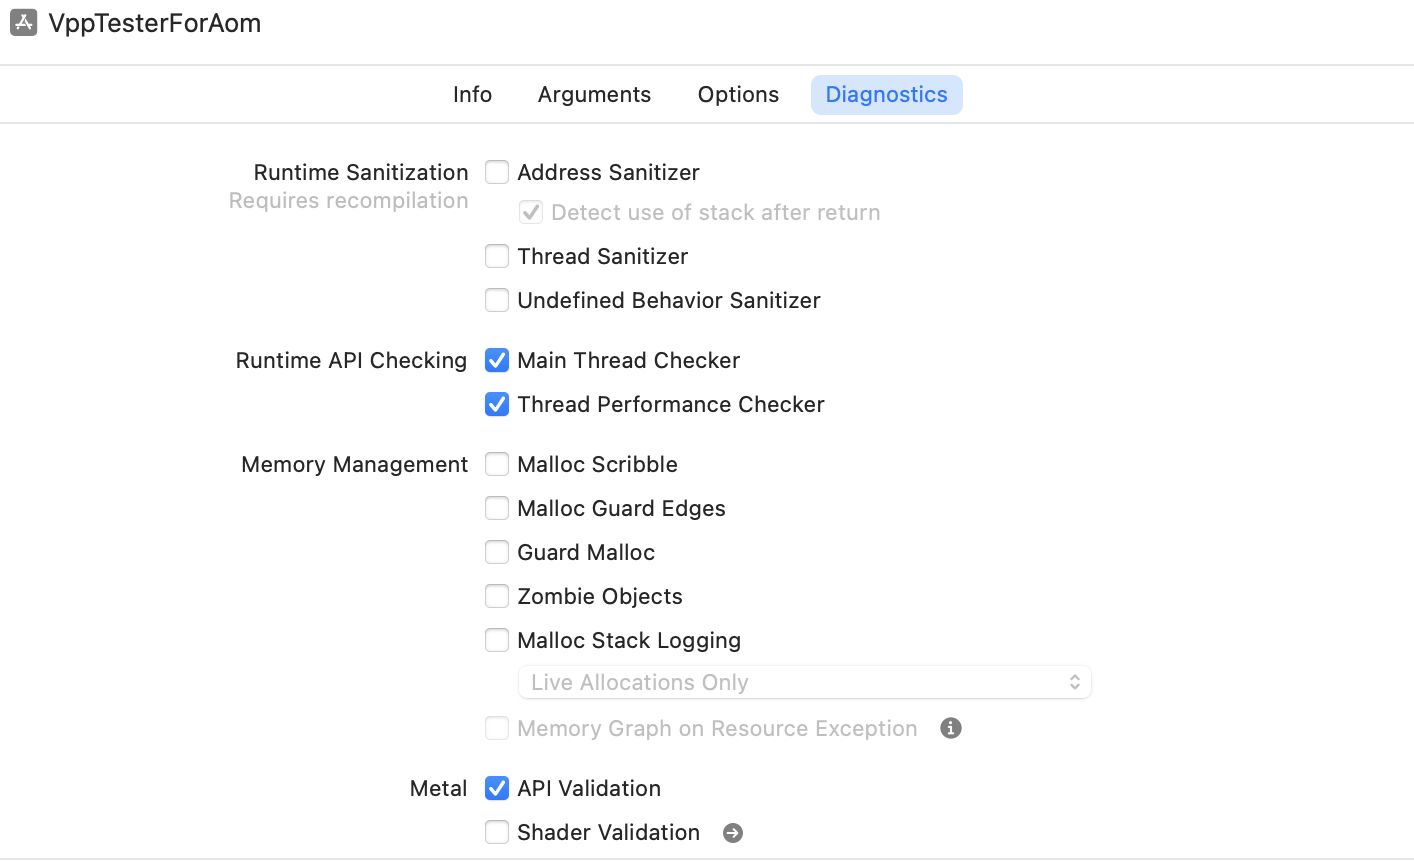 VppTesterForAom
Info Arguments Options Diagnostics
Runtime Sanitization Address Sanitizer
Requires recompilation
Detect use of stack after return
Thread Sanitizer
Undefined Behavior Sanitizer
Runtime API Checking Main Thread Checker
Thread Performance Checker
Memory Management Malloc Scribble
Malloc Guard Edges
Guard Malloc
Zombie Objects
Malloc Stack Logging
Live Allocations Only
Memory Graph on Resource Exception
Metal API Validation
Shader Validation